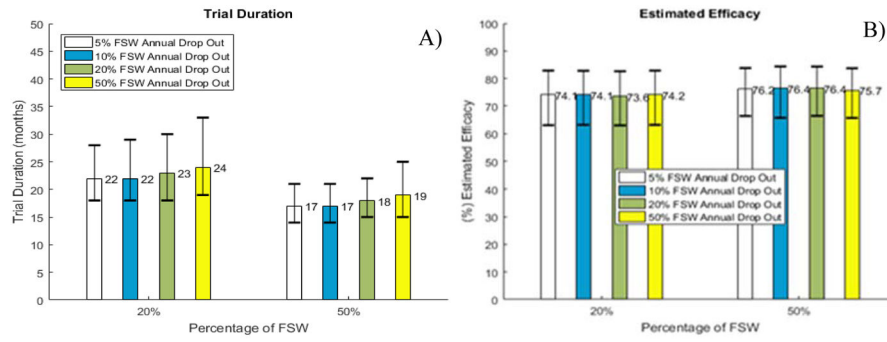 Trial Duration
A)
50
45
40
35
30
25
20
15
10
5
0
Trial Duration (months)
5% FSW Annual Drop Out
10% FSW Annual Drop Out
20% FSW Annual Drop Out
50% FSW Annual Drop Out
22
22
23
24
17
17
18
19
20%
50%
Percentage of FSW
Estimated Efficacy
B)
100
90
80
70
60
50
40
30
20
10
0
(%) Estimated Efficacy
74.1
74.1
73.6
74.2
76.2
76.4
76.4
75.7
5% FSW Annual Drop Out
10% FSW Annual Drop Out
20% FSW Annual Drop Out
50% FSW Annual Drop Out
20%
50%
Percentage of FSW